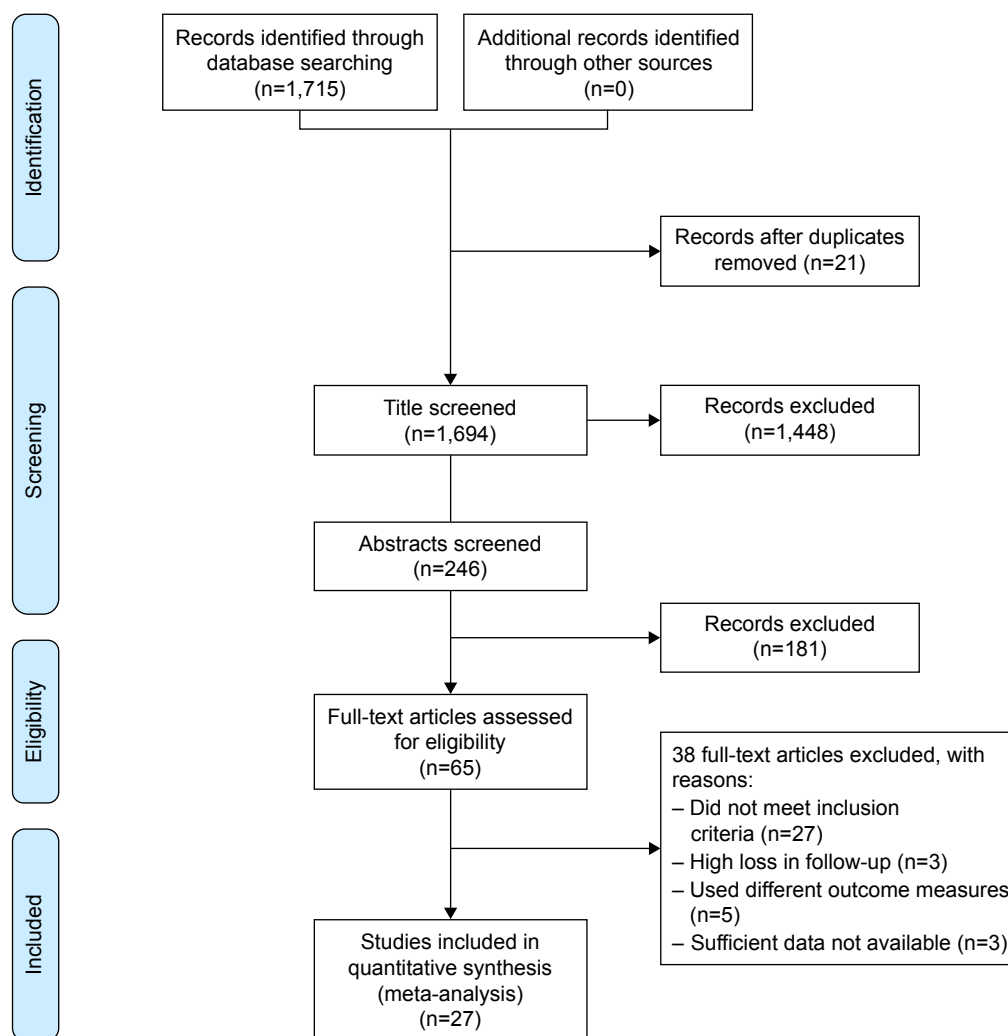 Identification
Records identified through
database searching
(n=1,715)
Additional records identified
through other sources
(n=0)
Records after duplicates
removed (n=21)
Screening
Title screened
(n=1,694)
Records excluded
(n=1,448)
Abstracts screened
(n=246)
Records excluded
(n=181)
Eligibility
Full-text articles assessed
for eligibility
(n=65)
38 full-text articles excluded, with
reasons:
– Did not meet inclusion
criteria (n=27)
– High loss in follow-up (n=3)
– Used different outcome measures
(n=5)
– Sufficient data not available (n=3)
Included
Studies included in
quantitative synthesis
(meta-analysis)
(n=27)